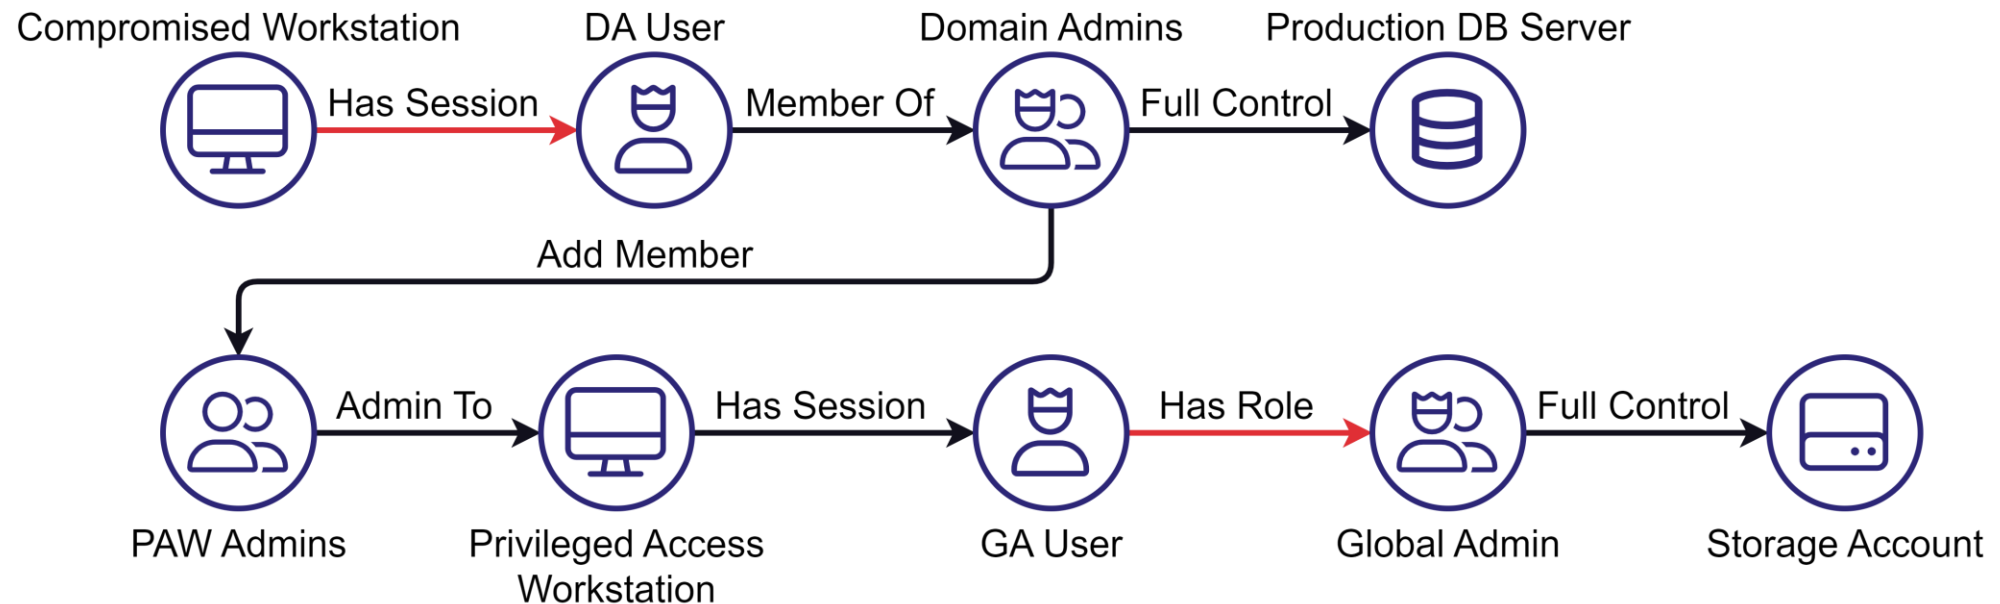 Compromised Workstation
DA User
Domain Admins
Production DB Server
Has Session
Member Of
Full Control
Add Member
Admin To
Has Session
Has Role
Full Control
PAW Admins
Privileged Access
Workstation
GA User
Global Admin
Storage Account